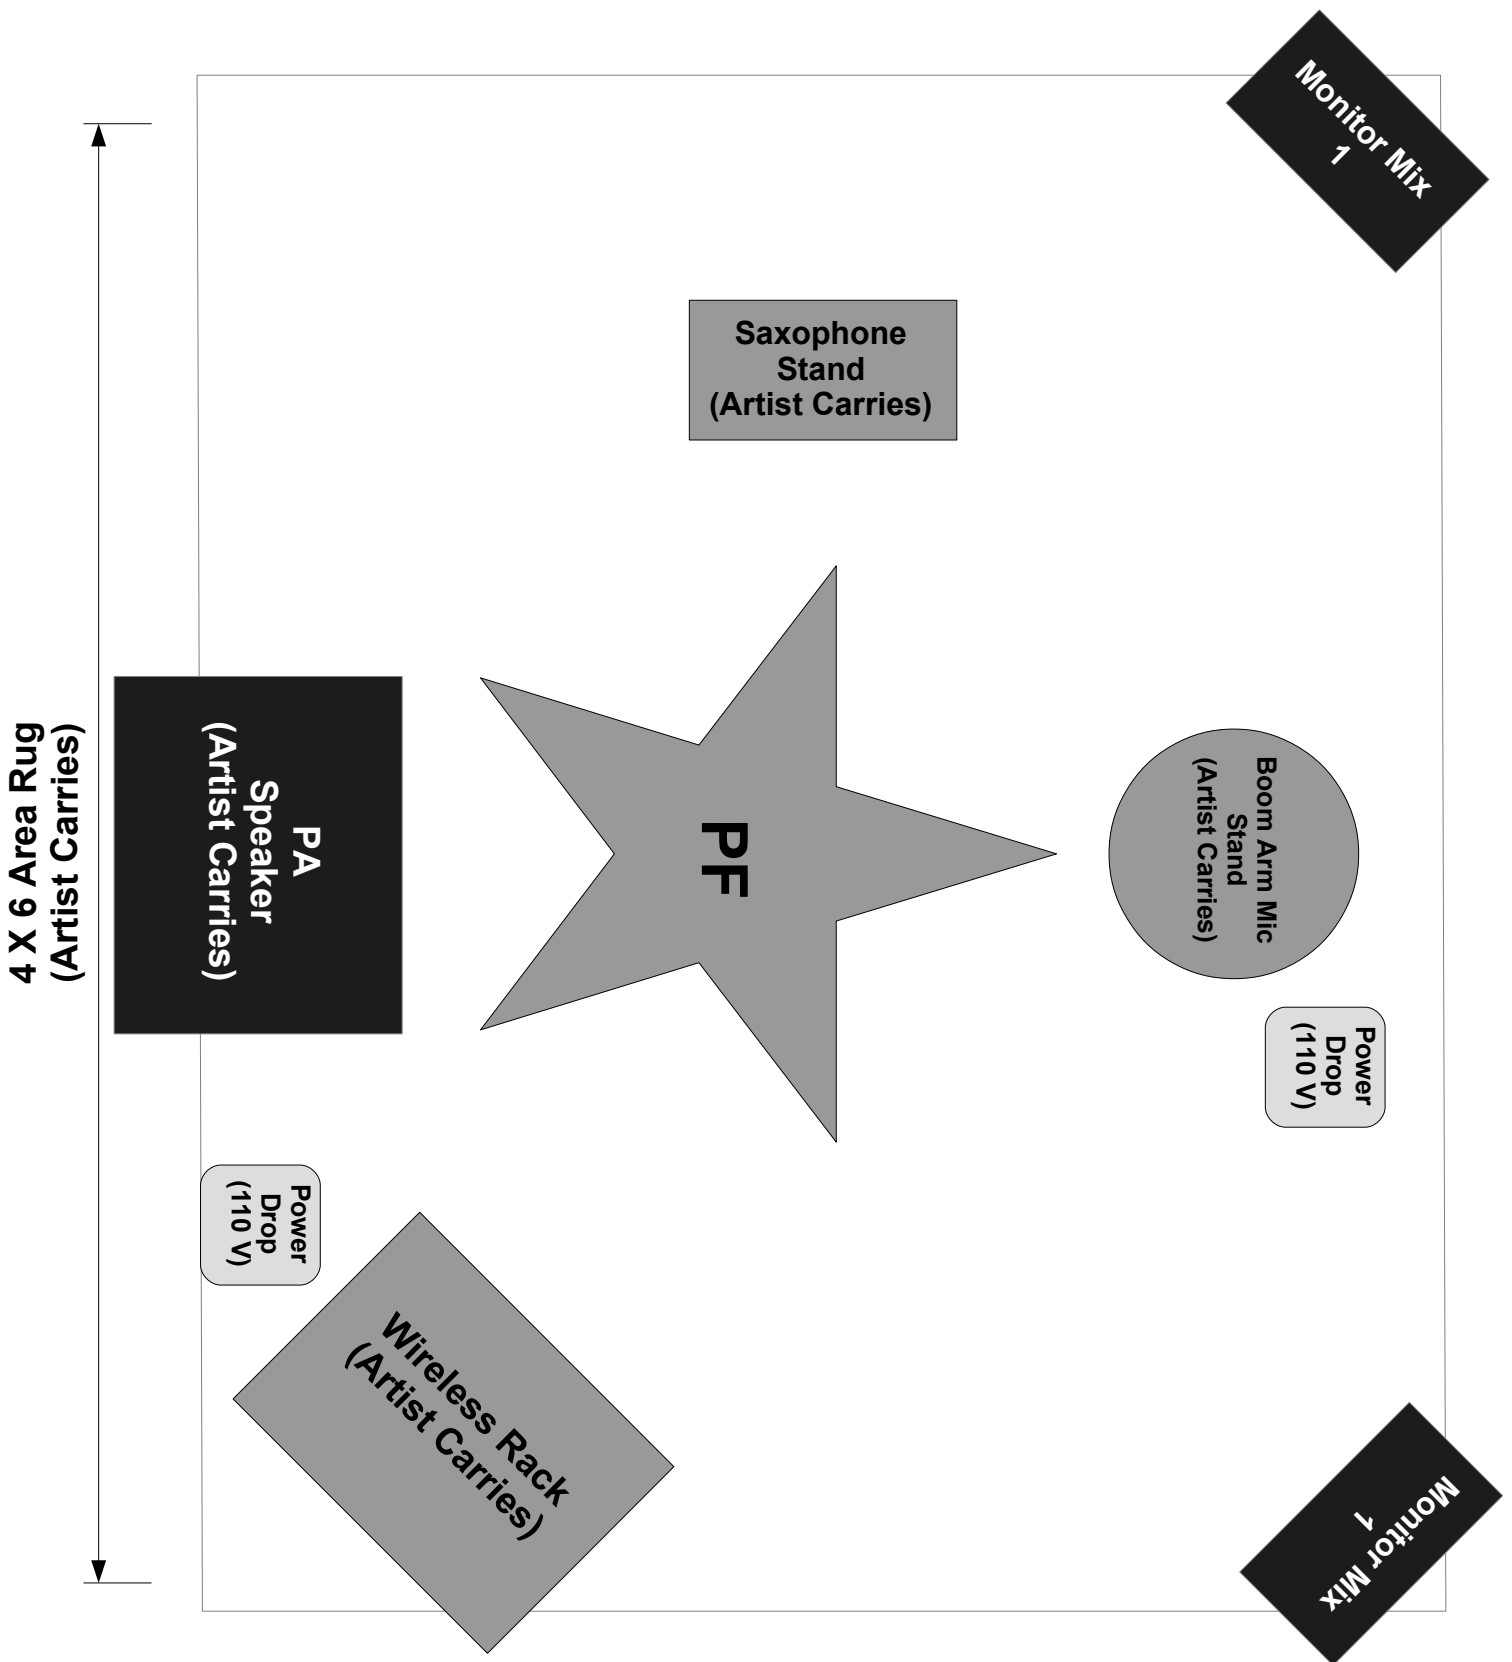 Monitor Mix
1
Saxophone
Stand
(Artist Carries)
4 X 6 Area Rug
(Artist Carries)
PA
Speaker
(Artist Carries)
PF
Boom Arm Mic
Stand
(Artist Carries)
Power
Drop
(110 V)
Power
Drop
(110 V)
Wireless Rack
(Artist Carries)
Monitor Mix
1